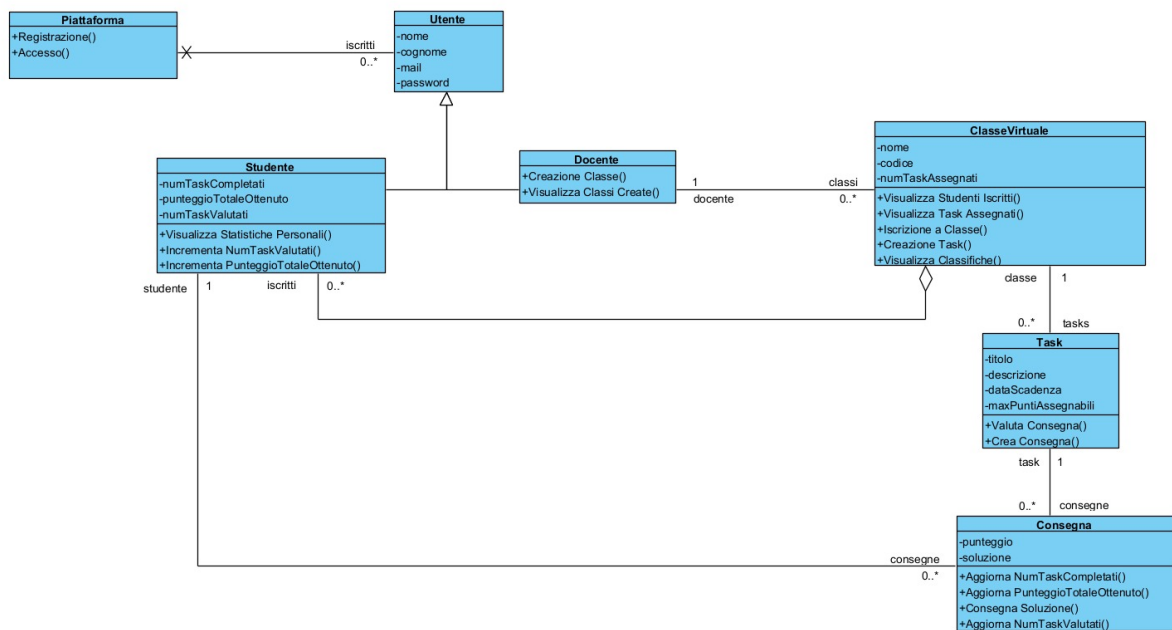 Piattaforma
+Registrazione()
+Accesso()
iscritti
0..*
Utente
-nome
-cognome
-mail
-password
Studente
-numTaskCompletati
-punteggioTotaleOttenuto
-numTaskValutati
+Visualizza Statistiche Personali()
+Incrementa NumTaskValutati()
+Incrementa PunteggioTotaleOttenuto()
Docente
+Creazione Classe()
+Visualizza Classi Create()
1
docente
classi
0..*
ClasseVirtuale
-nome
-codice
-numTaskAssegnati
+Visualizza Studenti Iscritti()
+Visualizza Task Assegnati()
+Iscrizione a Classe()
+Creazione Task()
+Visualizza Classifiche()
studente
1
iscritti
0..*
classe
1
0..*
tasks
Task
-titolo
-descrizione
-dataScadenza
-maxPuntiAssegnabili
+Valuta Consegna()
+Crea Consegna()
task
1
0..*
consegne
consegne
0..*
Consegna
-punteggio
-soluzione
+Aggiorna NumTaskCompletati()
+Aggiorna PunteggioTotaleOttenuto()
+Consegna Soluzione()
+Aggiorna NumTaskValutati()